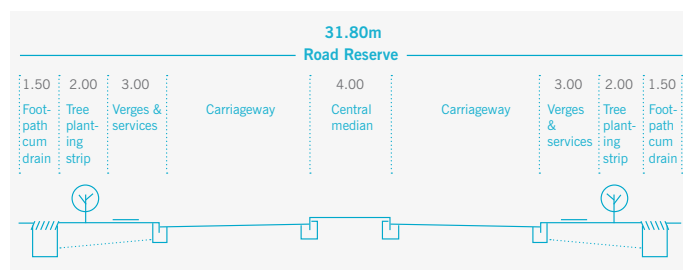 31.80m
Road Reserve
1.50
2.00
3.00
4.00
3.00
2.00
1.50
Foot-
path
cum
drain
Tree
plant-
ing
strip
Verges &
services
Carriageway
Central
median
Carriageway
Verges
&
services
Tree
plant-
ing
strip
Foot-
path
cum
drain